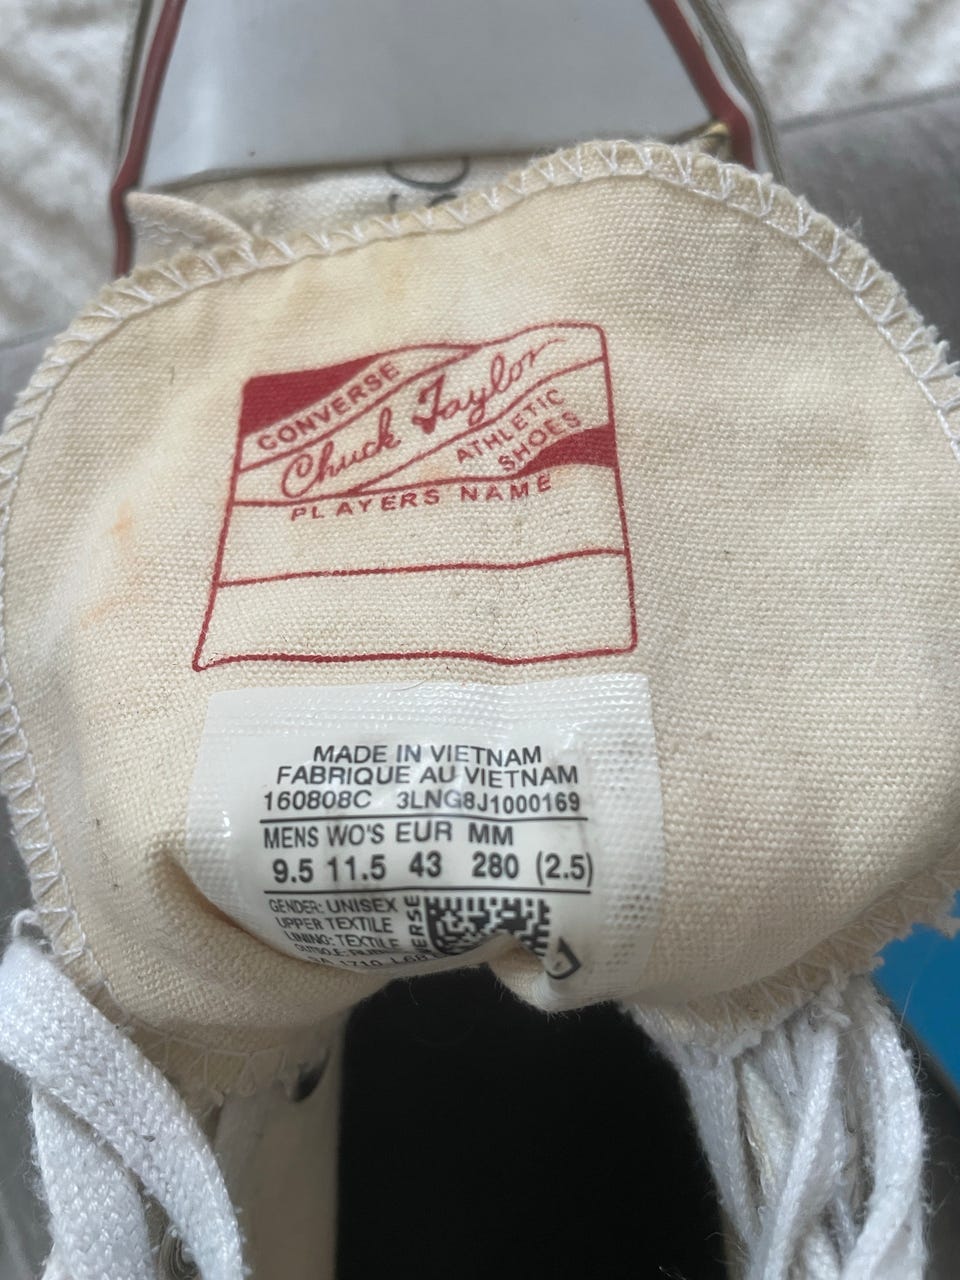 CONVERSE
Chuck Taylor
ATHLETIC
SHOES
PLAYERS NAME
MADE IN VIETNAM
FABRIQUE AU VIETNAM
160808C 3LNG8J1000169
MENS WO'S EUR MM
9.5 11.5 43 280 (2.5)
GENDER: UNISEX
UPPER TEXTILE
LINING: TEXTILE